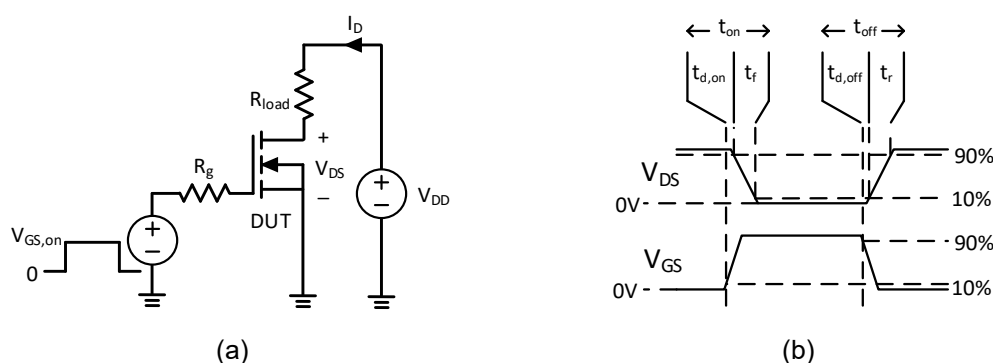 I_D
R_load
+
V_DS
−
R_g
DUT
+
−
V_DD
+
−
V_GS,on
0
(a)
t_on
t_off
t_d,on
t_f
t_d,off
t_r
90%
V_DS
10%
0V
90%
V_GS
0V
10%
(b)